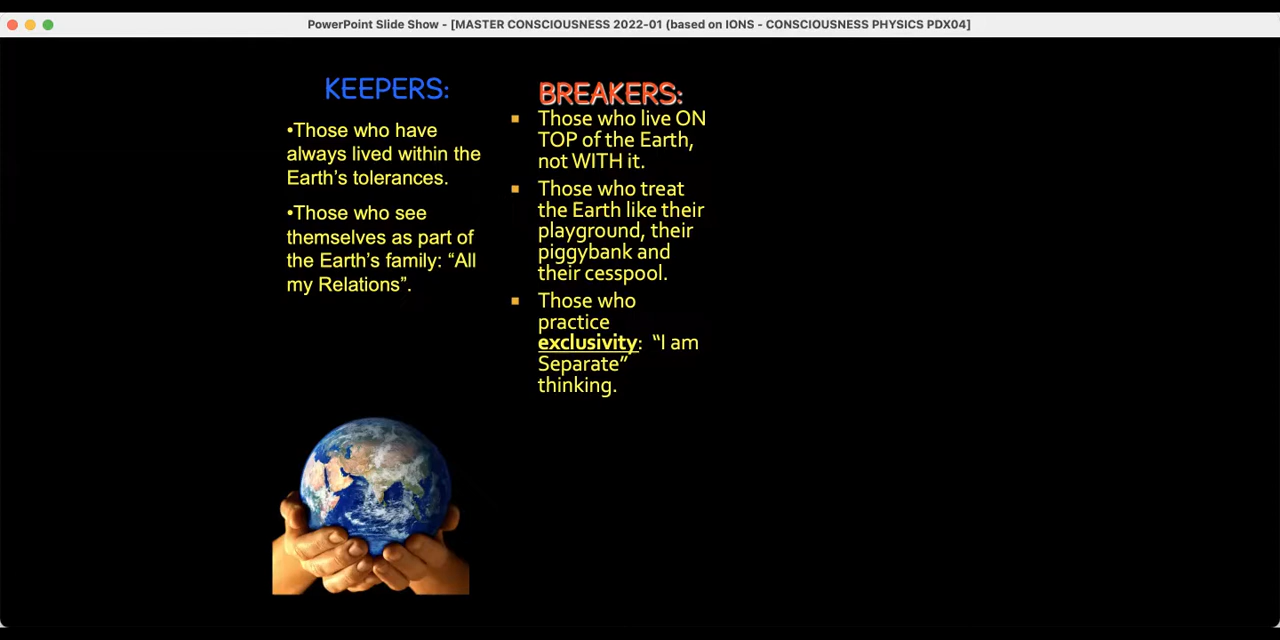 PowerPoint Slide Show - [MASTER CONSCIOUSNESS 2022-01 (based on IONS - CONSCIOUSNESS PHYSICS PDX04]
KEEPERS:
•Those who have
always lived within the
Earth’s tolerances.
•Those who see
themselves as part of
the Earth’s family: “All
my Relations”.
BREAKERS:
▪ Those who live ON
TOP of the Earth,
not WITH it.
▪ Those who treat
the Earth like their
playground, their
piggybank and
their cesspool.
▪ Those who
practice
exclusivity: “I am
Separate”
thinking.